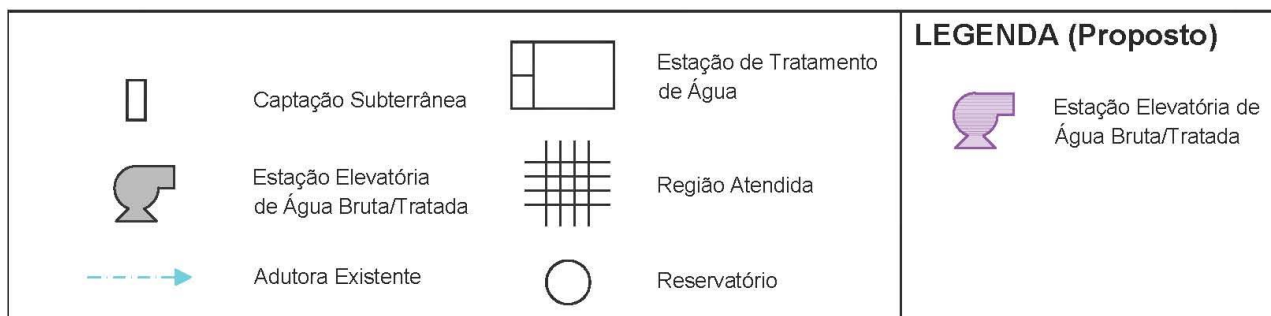 Captação Subterrânea
Estação Elevatória
de Água Bruta/Tratada
Adutora Existente
Estação de Tratamento
de Água
Região Atendida
Reservatório
LEGENDA (Proposto)
Estação Elevatória de
Água Bruta/Tratada